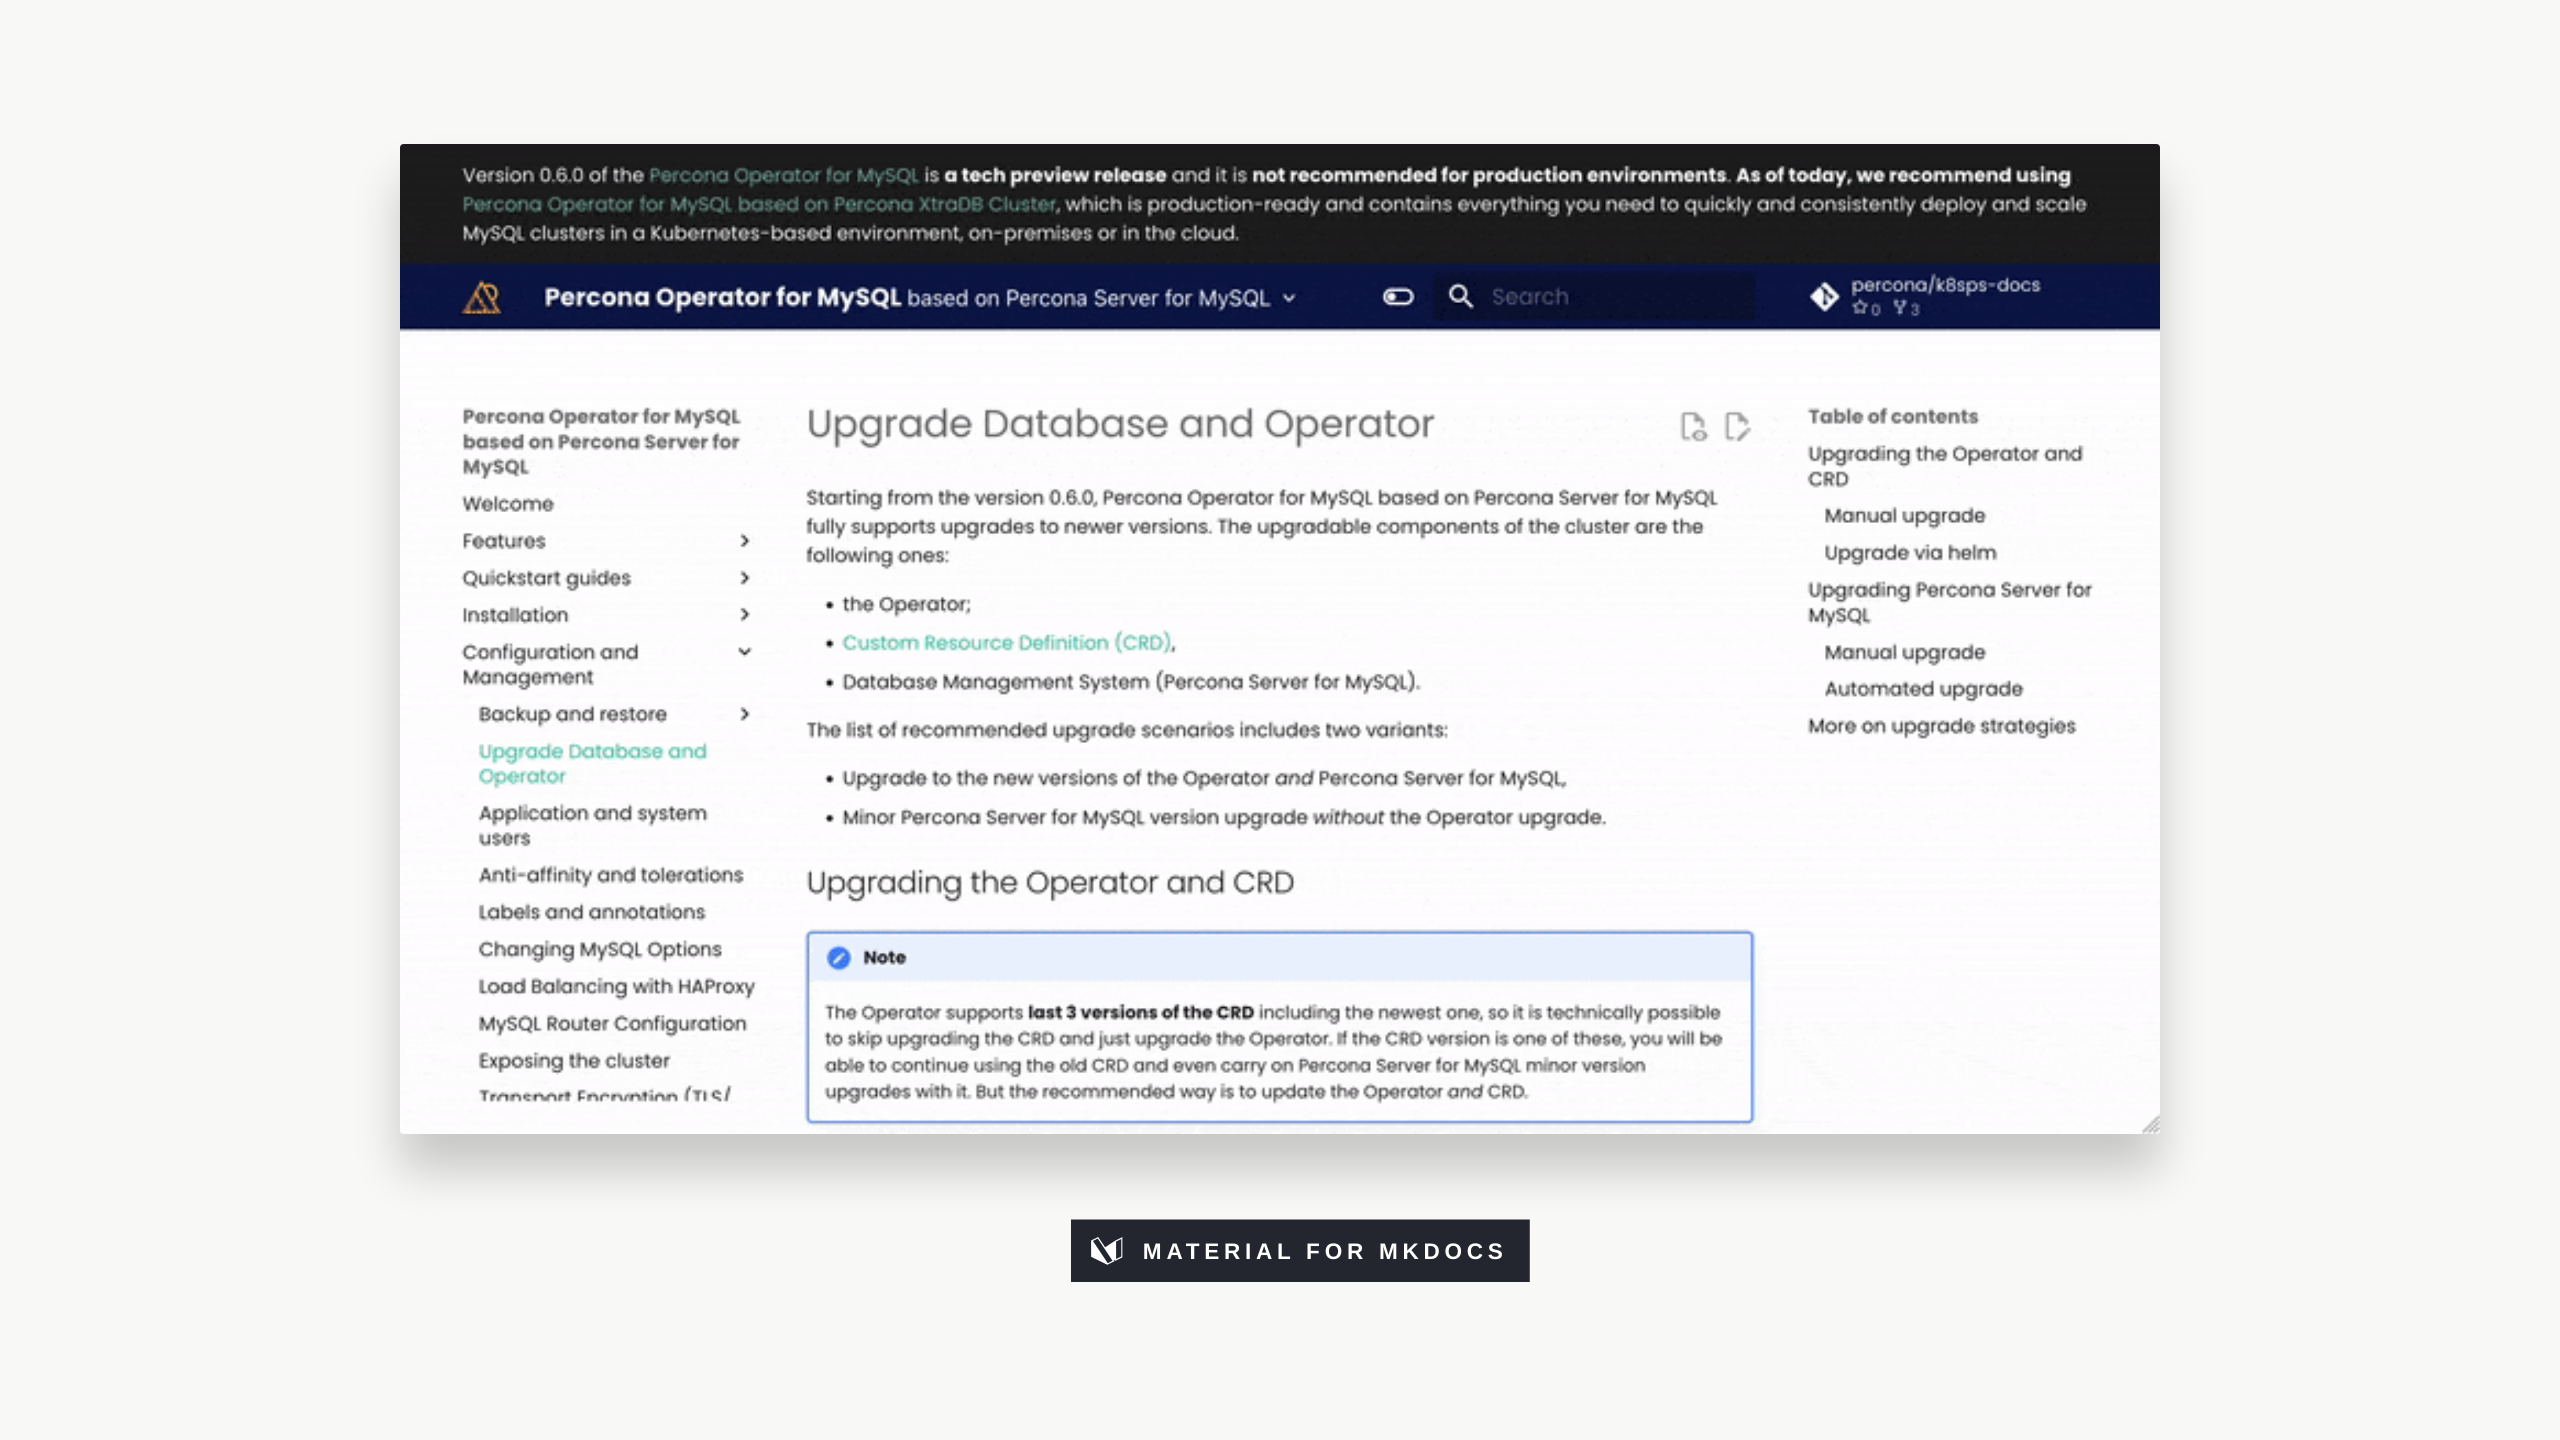 Version 0.6.0 of the Percona Operator for MySQL is a tech preview release and it is not recommended for production environments. As of today, we recommend using
Percona Operator for MySQL based on Percona XtraDB Cluster, which is production-ready and contains everything you need to quickly and consistently deploy and scale
MySQL clusters in a Kubernetes-based environment, on-premises or in the cloud.
Percona Operator for MySQL based on Percona Server for MySQL
Search
percona/k8sps-docs
0 3
Percona Operator for MySQL
based on Percona Server for
MySQL
Welcome
Features
Quickstart guides
Installation
Configuration and
Management
Backup and restore
Upgrade Database and
Operator
Application and system
users
Anti-affinity and tolerations
Labels and annotations
Changing MySQL Options
Load Balancing with HAProxy
MySQL Router Configuration
Exposing the cluster
Transport Encryption (TLS/
Upgrade Database and Operator
Starting from the version 0.6.0, Percona Operator for MySQL based on Percona Server for MySQL
fully supports upgrades to newer versions. The upgradable components of the cluster are the
following ones:
• the Operator;
• Custom Resource Definition (CRD),
• Database Management System (Percona Server for MySQL).
The list of recommended upgrade scenarios includes two variants:
• Upgrade to the new versions of the Operator and Percona Server for MySQL,
• Minor Percona Server for MySQL version upgrade without the Operator upgrade.
Upgrading the Operator and CRD
Note
The Operator supports last 3 versions of the CRD including the newest one, so it is technically possible
to skip upgrading the CRD and just upgrade the Operator. If the CRD version is one of these, you will be
able to continue using the old CRD and even carry on Percona Server for MySQL minor version
upgrades with it. But the recommended way is to update the Operator and CRD.
Table of contents
Upgrading the Operator and
CRD
Manual upgrade
Upgrade via helm
Upgrading Percona Server for
MySQL
Manual upgrade
Automated upgrade
More on upgrade strategies
MATERIAL FOR MKDOCS